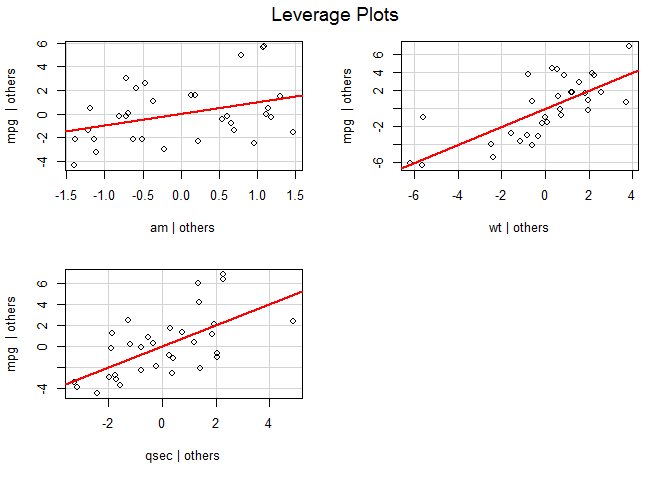 Leverage Plots
mpg | others
-4 -2 0 2 4 6
-1.5 -1.0 -0.5 0.0 0.5 1.0 1.5
am | others
mpg | others
-6 -2 2 4 6
-6 -4 -2 0 2 4
wt | others
mpg | others
-4 0 2 4 6
-2 0 2 4
qsec | others